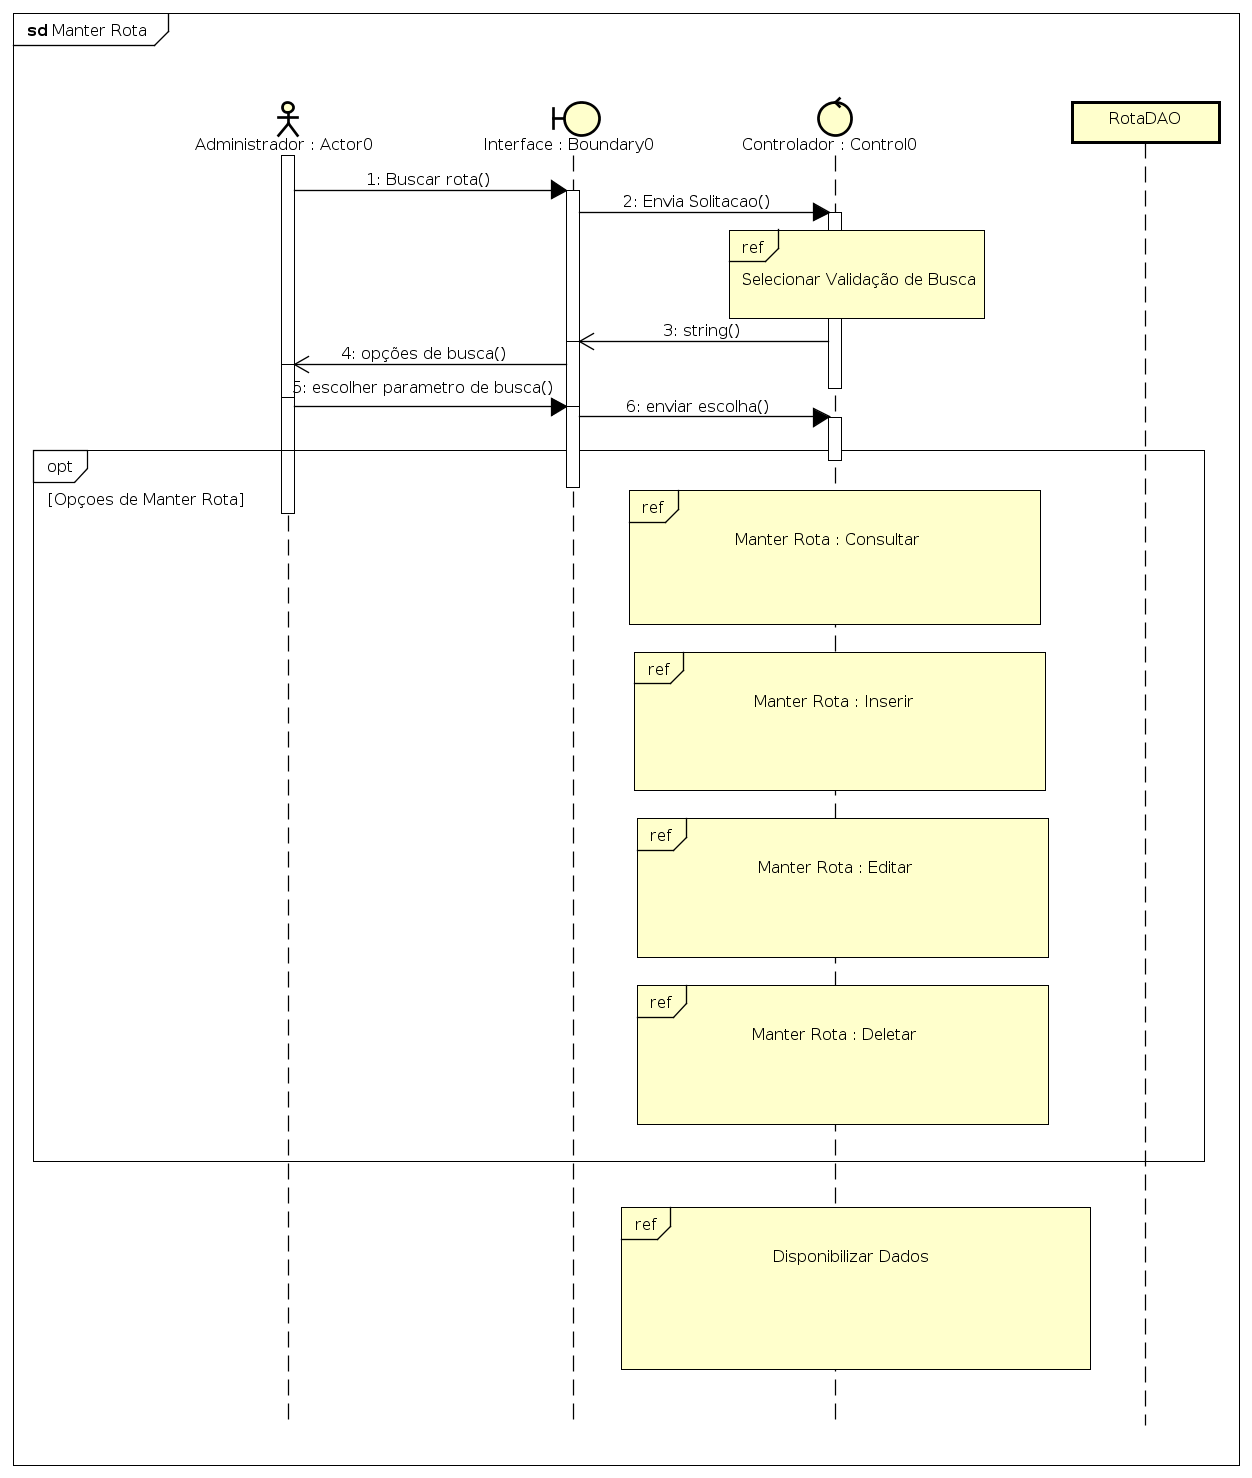 sd Manter Rota
Administrador : Actor0
Interface : Boundary0
Controlador : Control0
RotaDAO
1: Buscar rota()
2: Envia Solitacao()
ref
Selecionar Validação de Busca
3: string()
4: opções de busca()
5: escolher parametro de busca()
6: enviar escolha()
opt
[Opçoes de Manter Rota]
ref
Manter Rota : Consultar
ref
Manter Rota : Inserir
ref
Manter Rota : Editar
ref
Manter Rota : Deletar
ref
Disponibilizar Dados